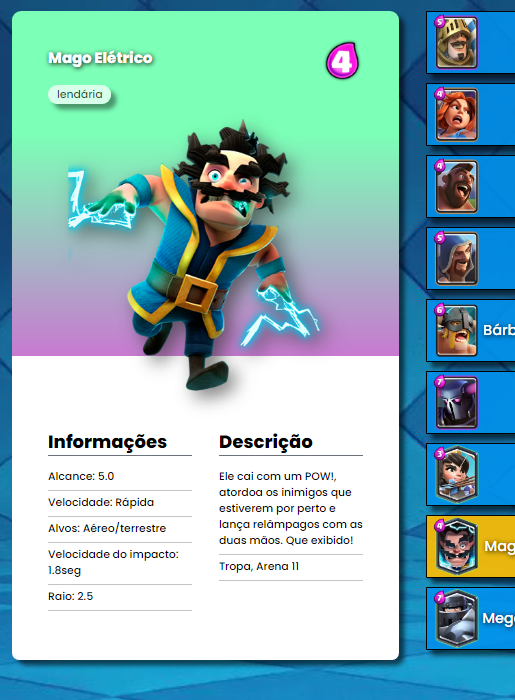 Mago Elétrico
4
lendária
Informações
Alcance: 5.0
Velocidade: Rápida
Alvos: Aéreo/terrestre
Velocidade do impacto:
1.8seg
Raio: 2.5
Descrição
Ele cai com um POW!,
atordoa os inimigos que
estiverem por perto e
lança relâmpagos com as
duas mãos. Que exibido!
Tropa, Arena 11
5
4
4
5
6
Bárb
7
3
4
Mag
7
Mega